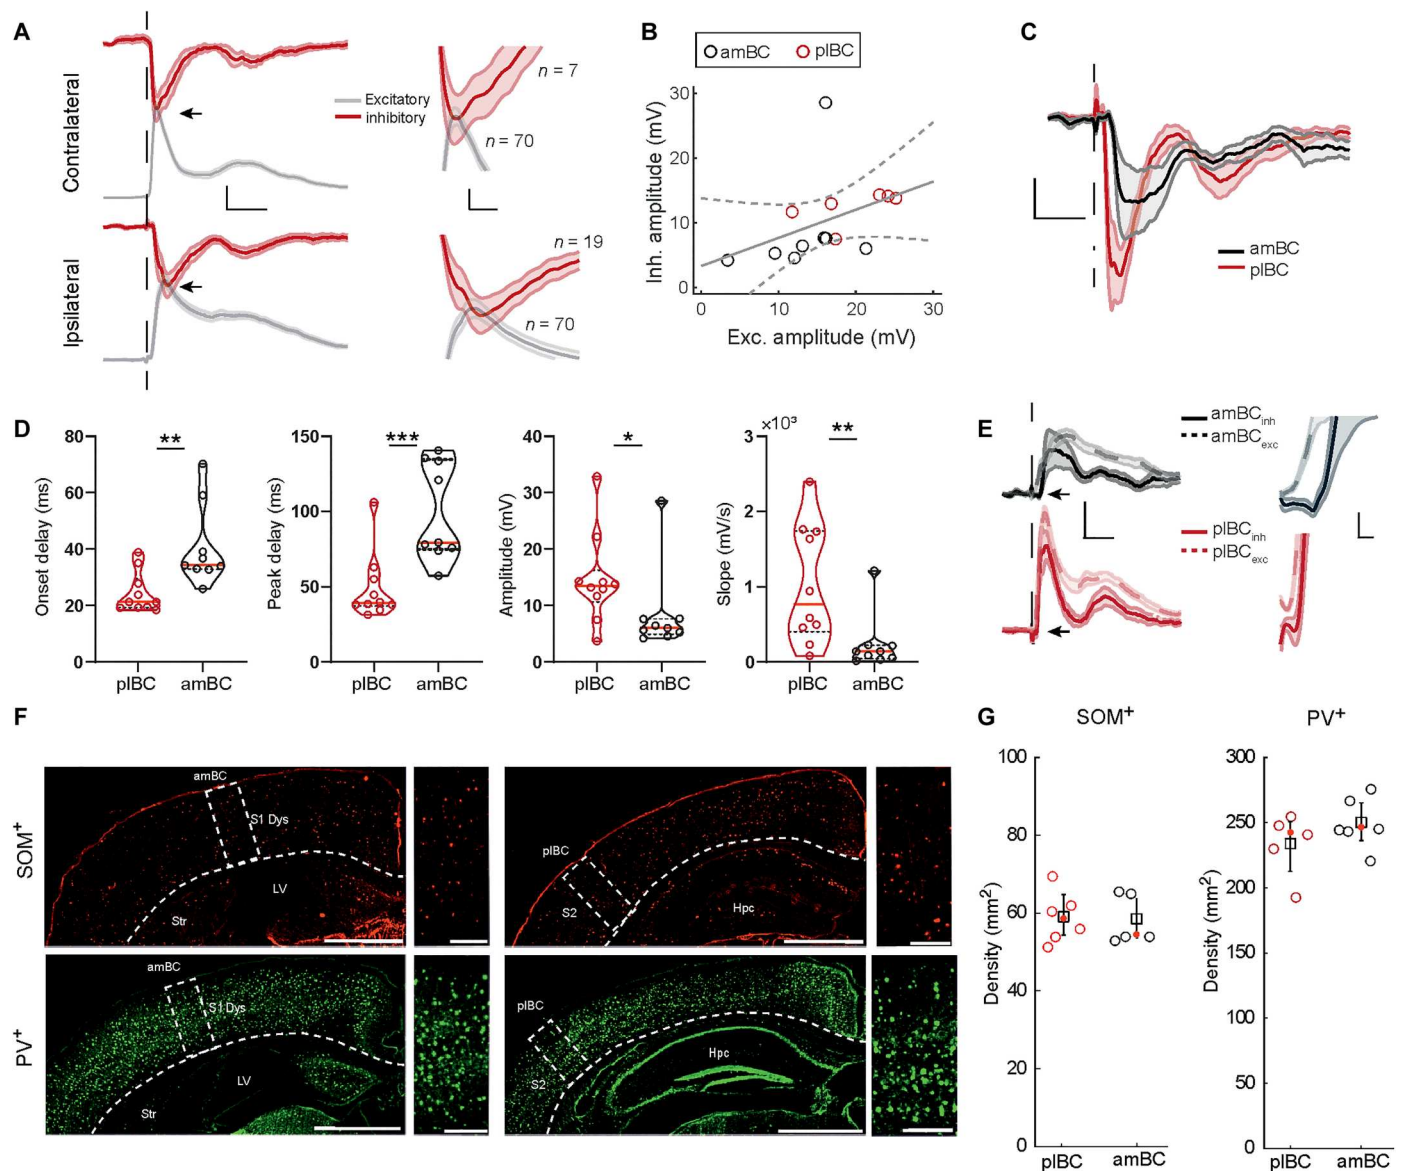 A
Contralateral
Ipsilateral
Excitatory
inhibitory
n = 7
n = 70
n = 19
n = 70
B
amBC
plBC
Inh. amplitude (mV)
30
20
10
0
0
10
20
30
Exc. amplitude (mV)
C
amBC
plBC
D
Onset delay (ms)
80
60
40
20
0
**
plBC
amBC
Peak delay (ms)
150
100
50
0
***
plBC
amBC
Amplitude (mV)
40
30
20
10
0
*
plBC
amBC
×10³
Slope (mV/s)
3
2
1
0
**
plBC
amBC
E
amBCinh
amBCexc
plBCinh
plBCexc
F
SOM+
amBC
S1 Dys
LV
Str
plBC
S2
Hpc
PV+
amBC
S1 Dys
LV
Str
plBC
S2
Hpc
G
SOM+
Density (mm²)
100
80
60
40
20
0
plBC
amBC
PV+
Density (mm²)
300
250
200
150
100
50
0
plBC
amBC